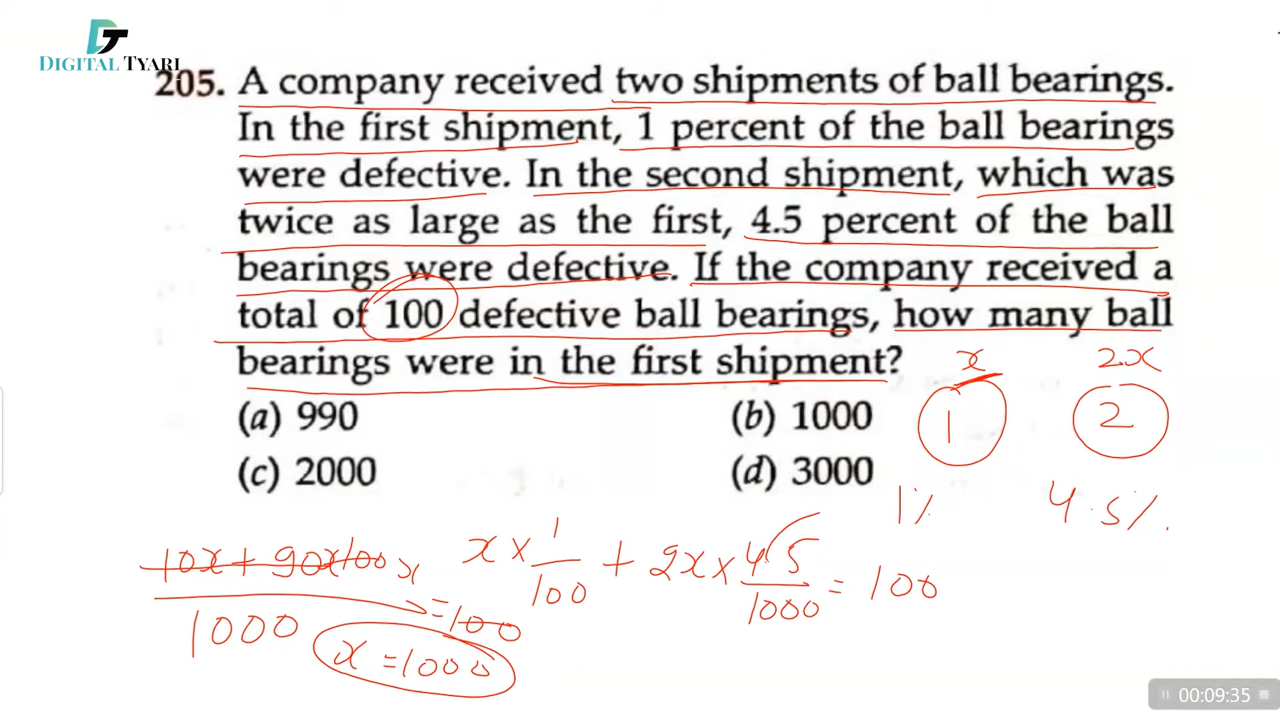 DIGITAL TYARI
205. A company received two shipments of ball bearings.
In the first shipment, 1 percent of the ball bearings
were defective. In the second shipment, which was
twice as large as the first, 4.5 percent of the ball
bearings were defective. If the company received a
total of 100 defective ball bearings, how many ball
bearings were in the first shipment?
x 2x
(a) 990 (b) 1000
1 2
(c) 2000 (d) 3000
1% 4.5%
x × 1/100 + 2x × 45/1000 = 100
10x + 90x 100x
1000
= 100
x = 1000
00:09:35